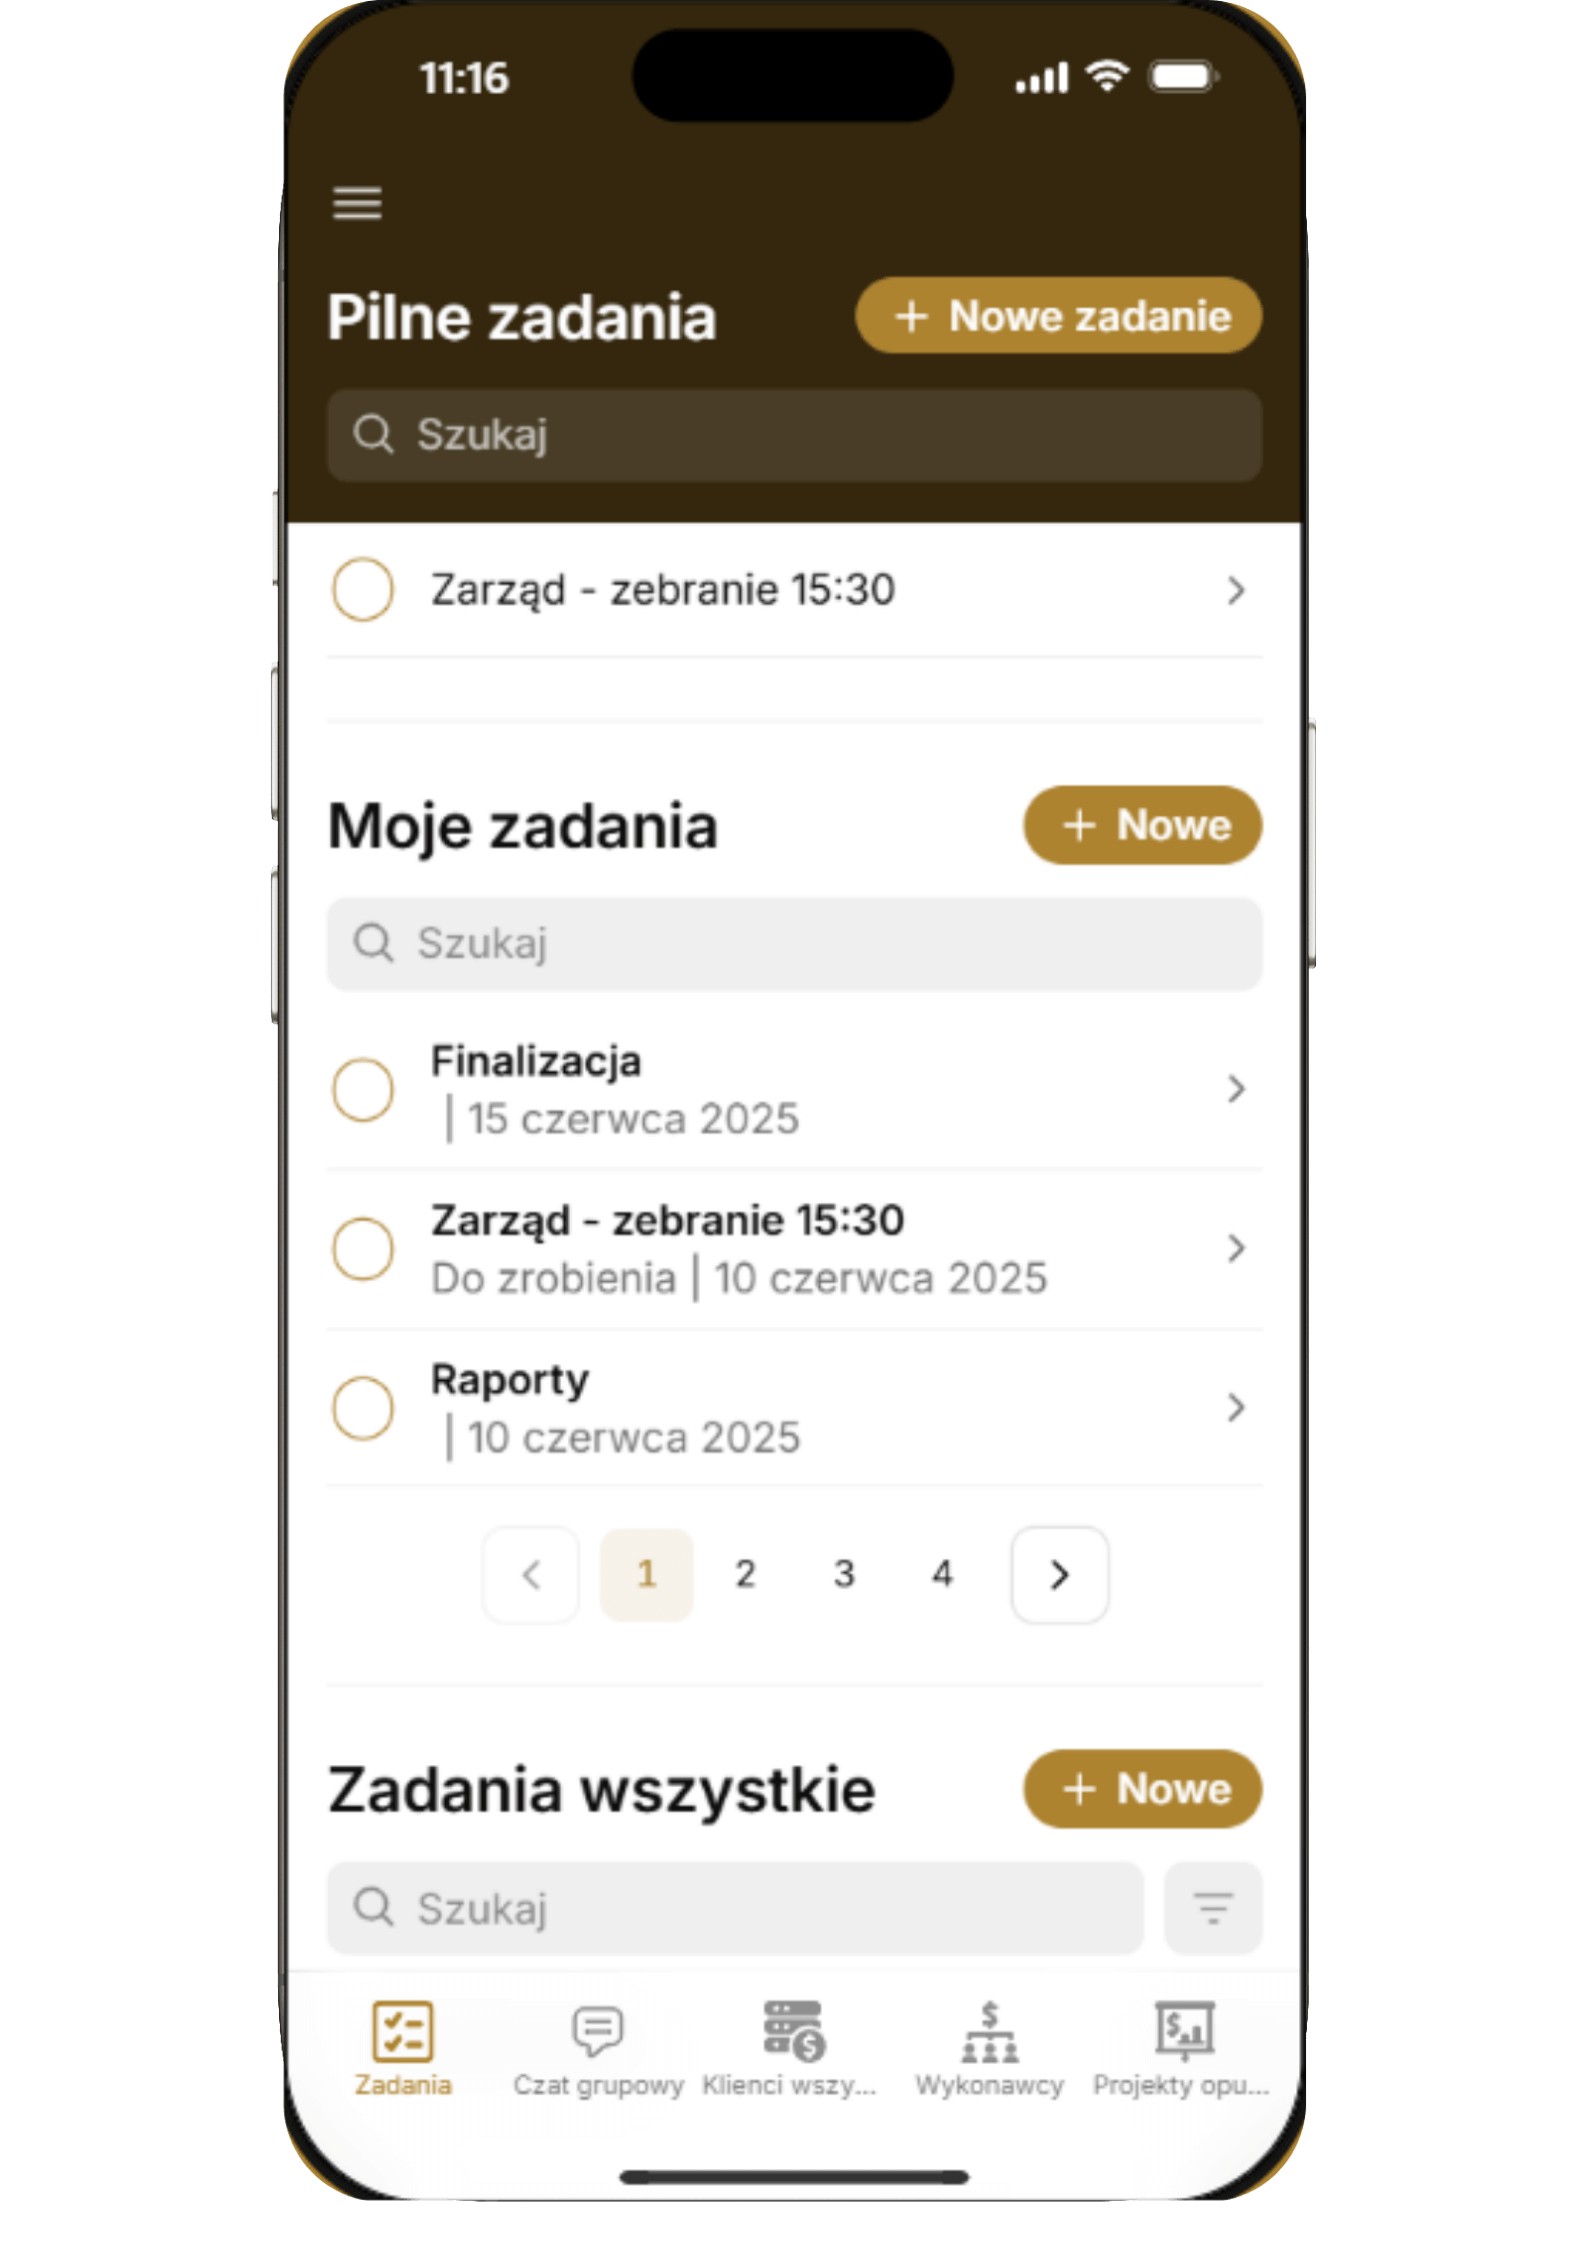 11:16
Pilne zadania
+ Nowe zadanie
Szukaj
Zarząd - zebranie 15:30
Moje zadania
+ Nowe
Szukaj
Finalizacja
| 15 czerwca 2025
Zarząd - zebranie 15:30
Do zrobienia | 10 czerwca 2025
Raporty
| 10 czerwca 2025
1 2 3 4
Zadania wszystkie
+ Nowe
Szukaj
Zadania Czat grupowy Klienci wszy... Wykonawcy Projekty opu...